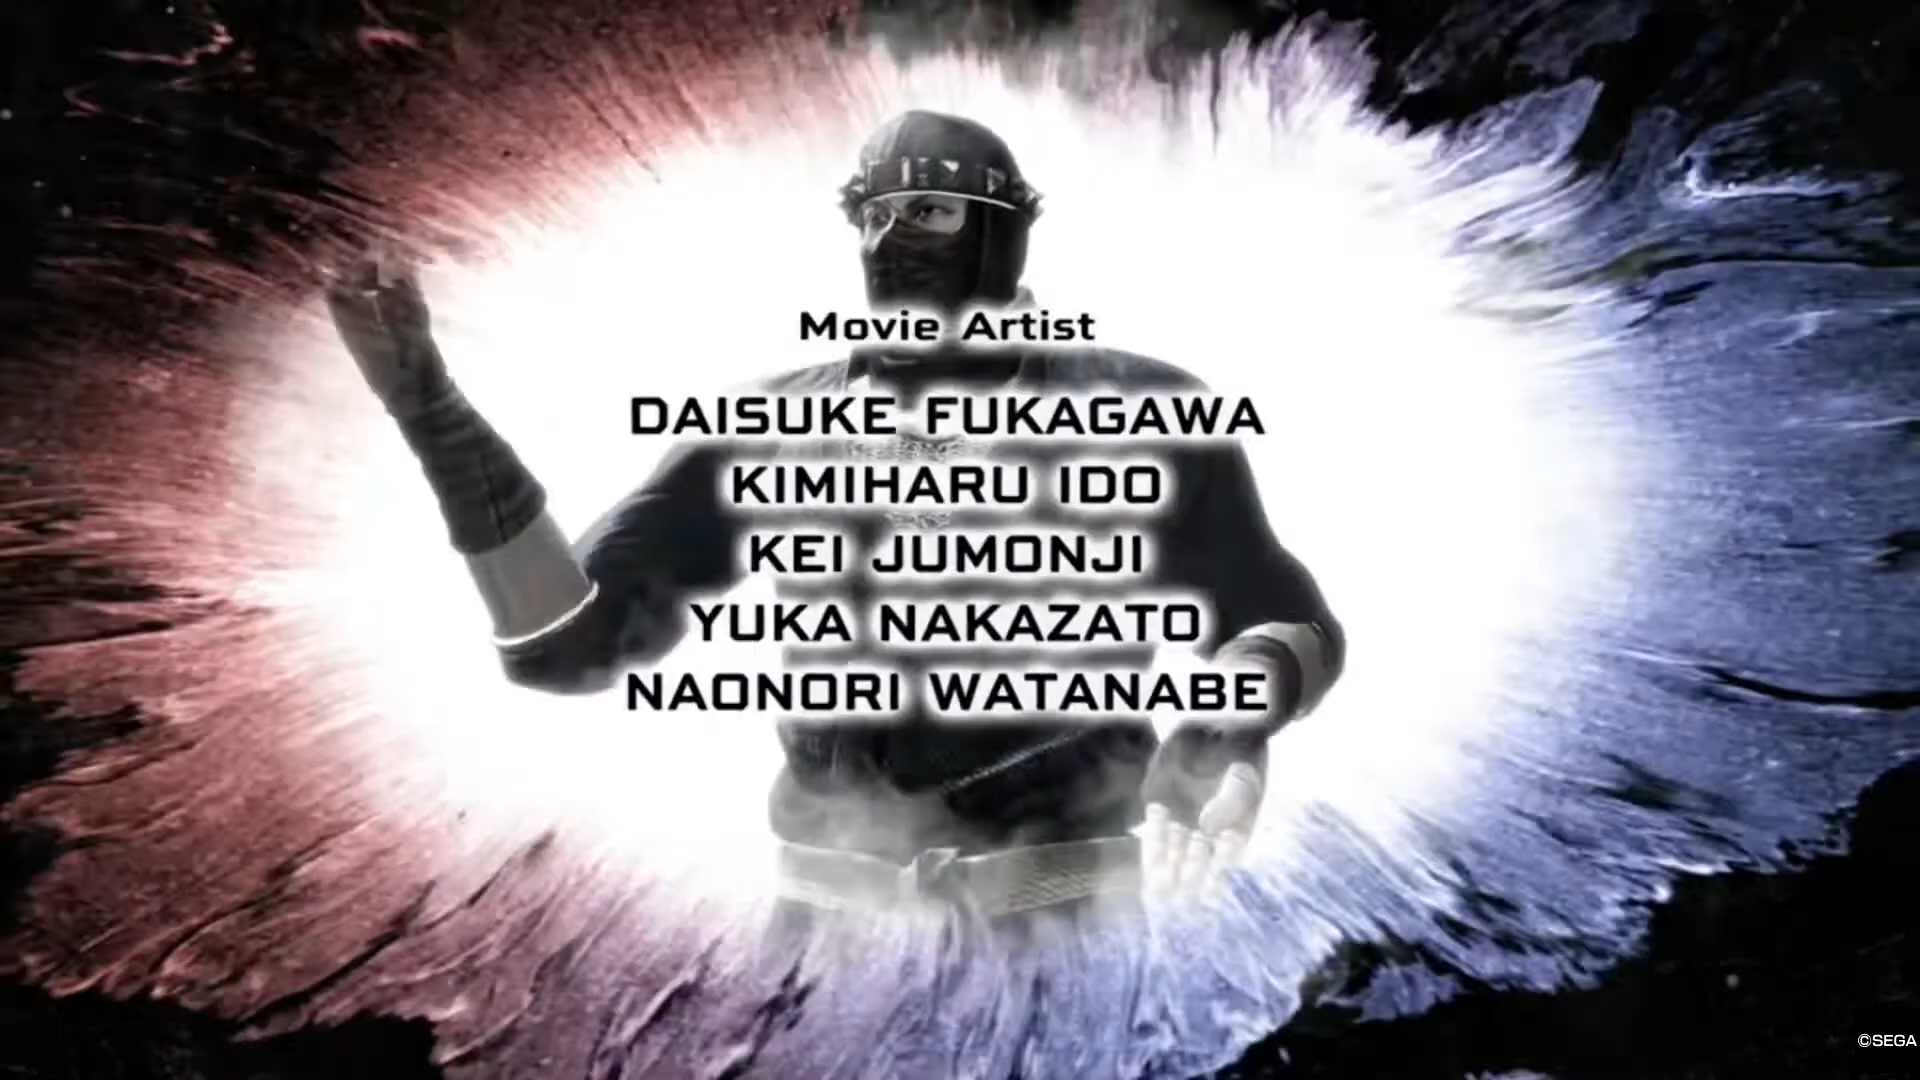 Movie Artist
DAISUKE FUKAGAWA
KIMIHARU IDO
KEI JUMONJI
YUKA NAKAZATO
NAONORI WATANABE
©SEGA